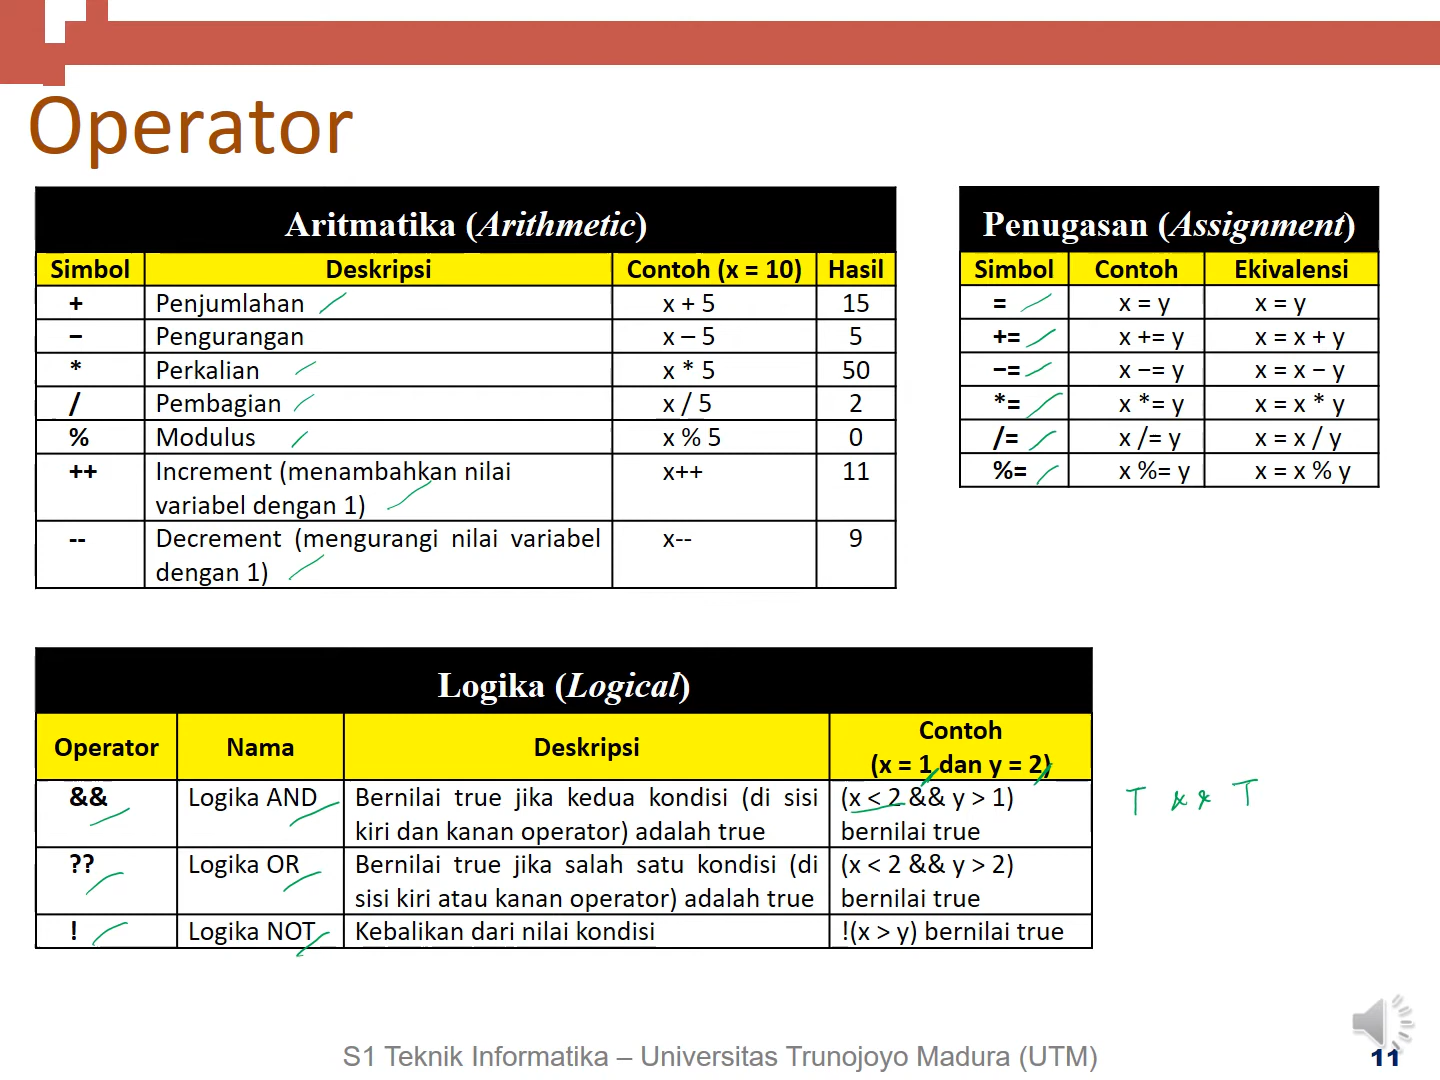 Operator
Aritmatika (Arithmetic)
Simbol Deskripsi Contoh (x = 10) Hasil
+ Penjumlahan x + 5 15
− Pengurangan x – 5 5
* Perkalian x * 5 50
/ Pembagian x / 5 2
% Modulus x % 5 0
++ Increment (menambahkan nilai x++ 11
variabel dengan 1)
-- Decrement (mengurangi nilai variabel x-- 9
dengan 1)
Penugasan (Assignment)
Simbol Contoh Ekivalensi
= x = y x = y
+= x += y x = x + y
−= x −= y x = x − y
*= x *= y x = x * y
/= x /= y x = x / y
%= x %= y x = x % y
Logika (Logical)
Operator Nama Deskripsi Contoh
(x = 1 dan y = 2)
&& Logika AND Bernilai true jika kedua kondisi (di sisi (x < 2 && y > 1)
kiri dan kanan operator) adalah true bernilai true
?? Logika OR Bernilai true jika salah satu kondisi (di (x < 2 && y > 2)
sisi kiri atau kanan operator) adalah true bernilai true
! Logika NOT Kebalikan dari nilai kondisi !(x > y) bernilai true
T && T
S1 Teknik Informatika – Universitas Trunojoyo Madura (UTM)
11